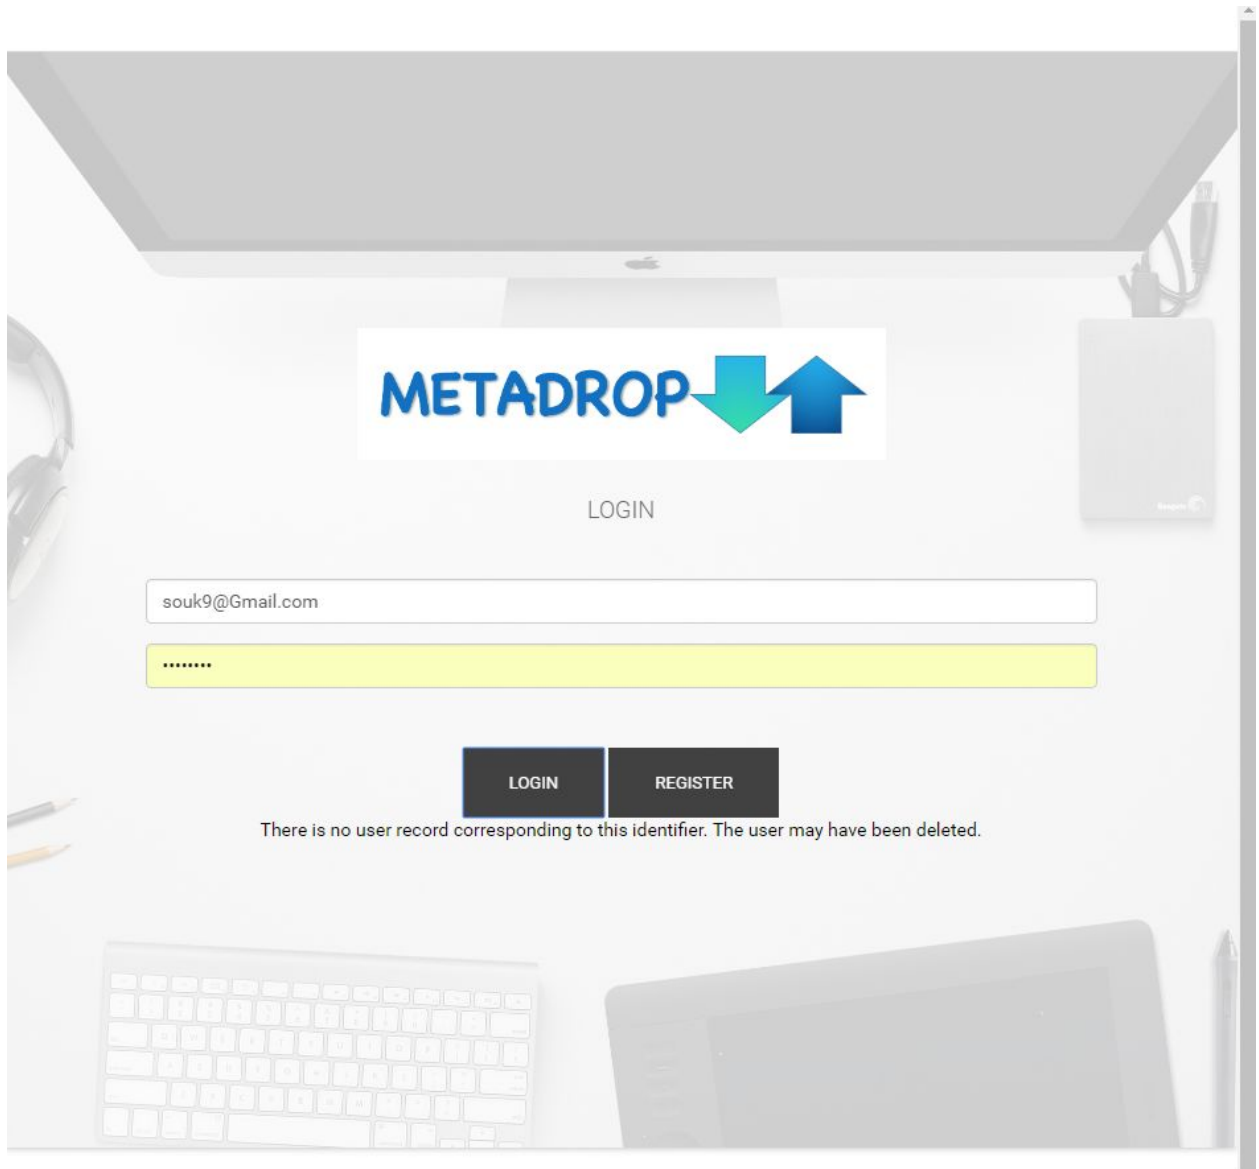 METADROP
LOGIN
souk9@Gmail.com
••••••••
LOGIN REGISTER
There is no user record corresponding to this identifier. The user may have been deleted.